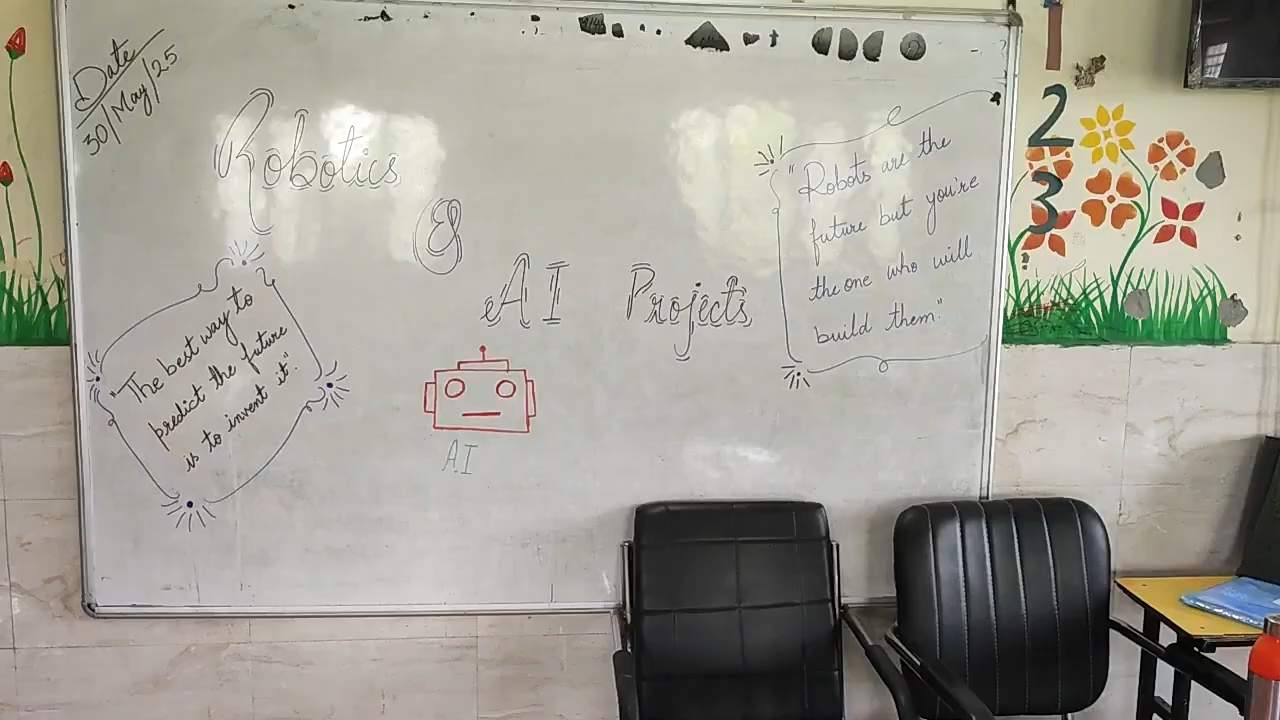 Date
30/May/25
Robotics
&
AI Projects
"Robots are the
future but you're
the one who will
build them."
"The best way to
predict the future
is to invent it."
AI
1
2
3